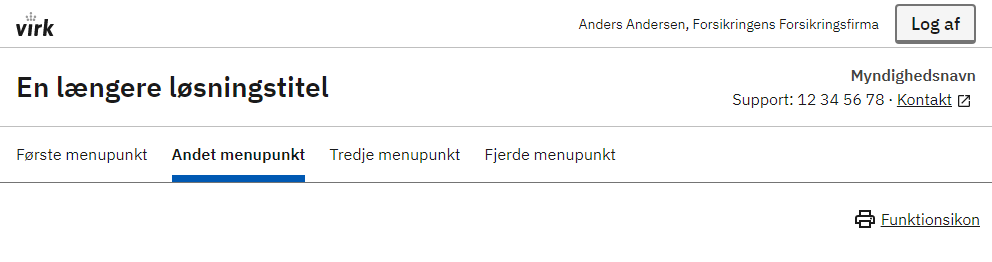 virk
Anders Andersen, Forsikringens Forsikringsfirma
Log af
En længere løsningstitel
Myndighedsnavn
Support: 12 34 56 78 · Kontakt
Første menupunkt Andet menupunkt Tredje menupunkt Fjerde menupunkt
Funktionsikon